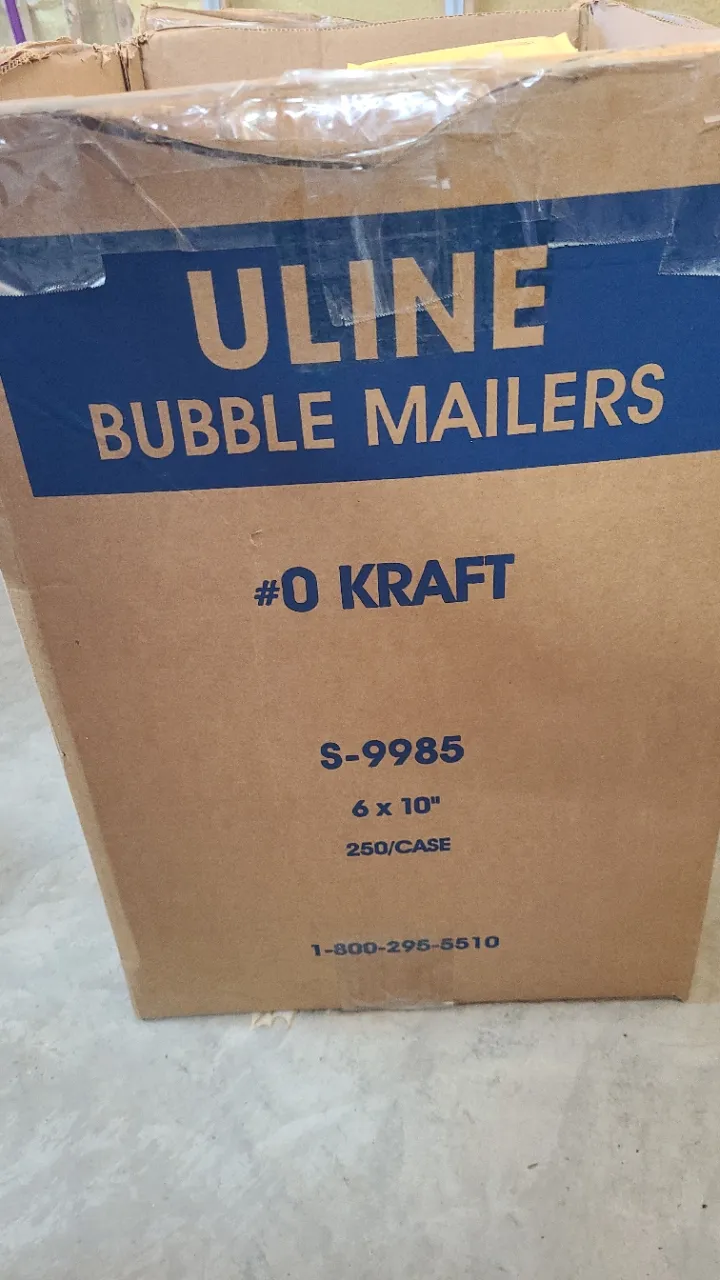 ULINE
BUBBLE MAILERS
#0 KRAFT
S-9985
6 x 10"
250/CASE
1-800-295-5510